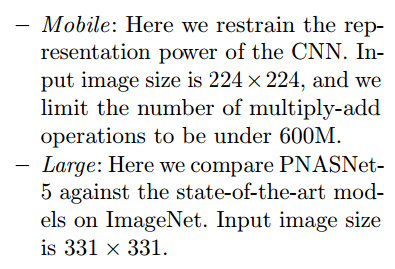 – Mobile: Here we restrain the rep-
resentation power of the CNN. In-
put image size is 224 × 224, and we
limit the number of multiply-add
operations to be under 600M.
– Large: Here we compare PNASNet-
5 against the state-of-the-art mod-
els on ImageNet. Input image size
is 331 × 331.